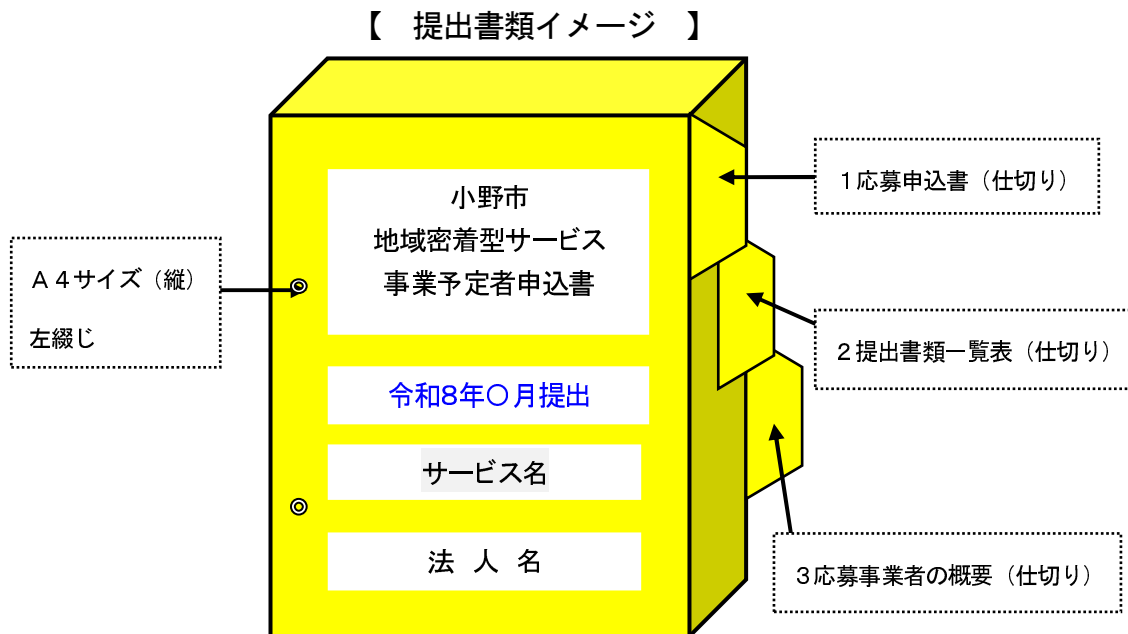 【　提出書類イメージ　】
小野市
地域密着型サービス
事業予定者申込書
令和8年〇月提出
サービス名
法　人　名
Ａ４サイズ（縦）
左綴じ
１応募申込書（仕切り）
２提出書類一覧表（仕切り）
３応募事業者の概要（仕切り）